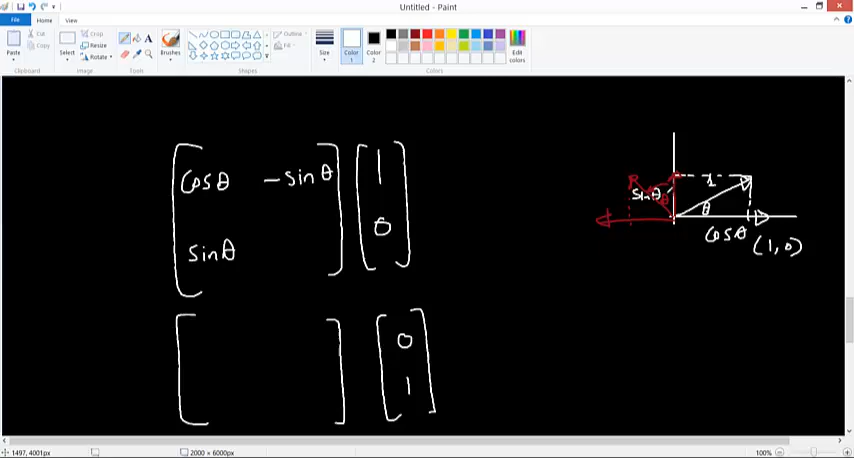 Untitled - Paint
File Home View
Paste Cut Copy Clipboard
Select Crop Resize Rotate Image
Tools
Brushes
Shapes
Outline Fill
Size
Color 1 Color 2
Edit colors
Colors
cosθ -sinθ 1
sinθ 0
0
1
R 1
sinθ θ θ
cosθ (1,0)
1497, 4001px 2000 × 6000px 100%